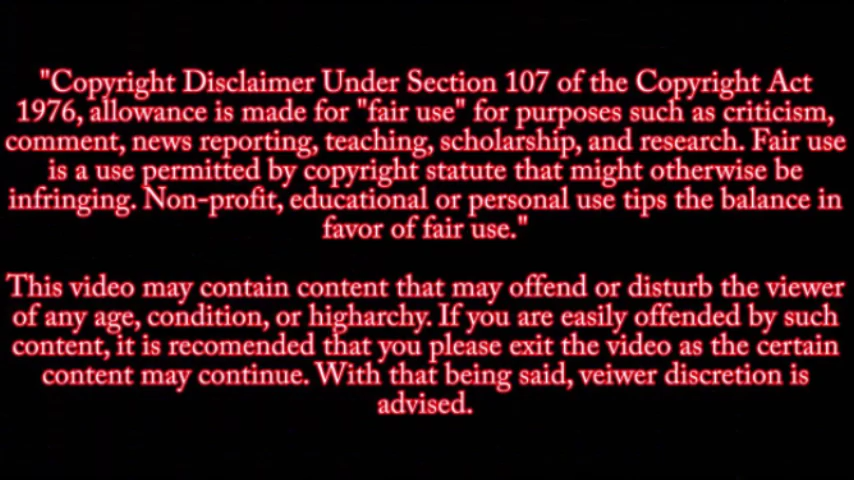 "Copyright Disclaimer Under Section 107 of the Copyright Act
1976, allowance is made for "fair use" for purposes such as criticism,
comment, news reporting, teaching, scholarship, and research. Fair use
is a use permitted by copyright statute that might otherwise be
infringing. Non-profit, educational or personal use tips the balance in
favor of fair use."
This video may contain content that may offend or disturb the viewer
of any age, condition, or higharchy. If you are easily offended by such
content, it is recomended that you please exit the video as the certain
content may continue. With that being said, veiwer discretion is
advised.